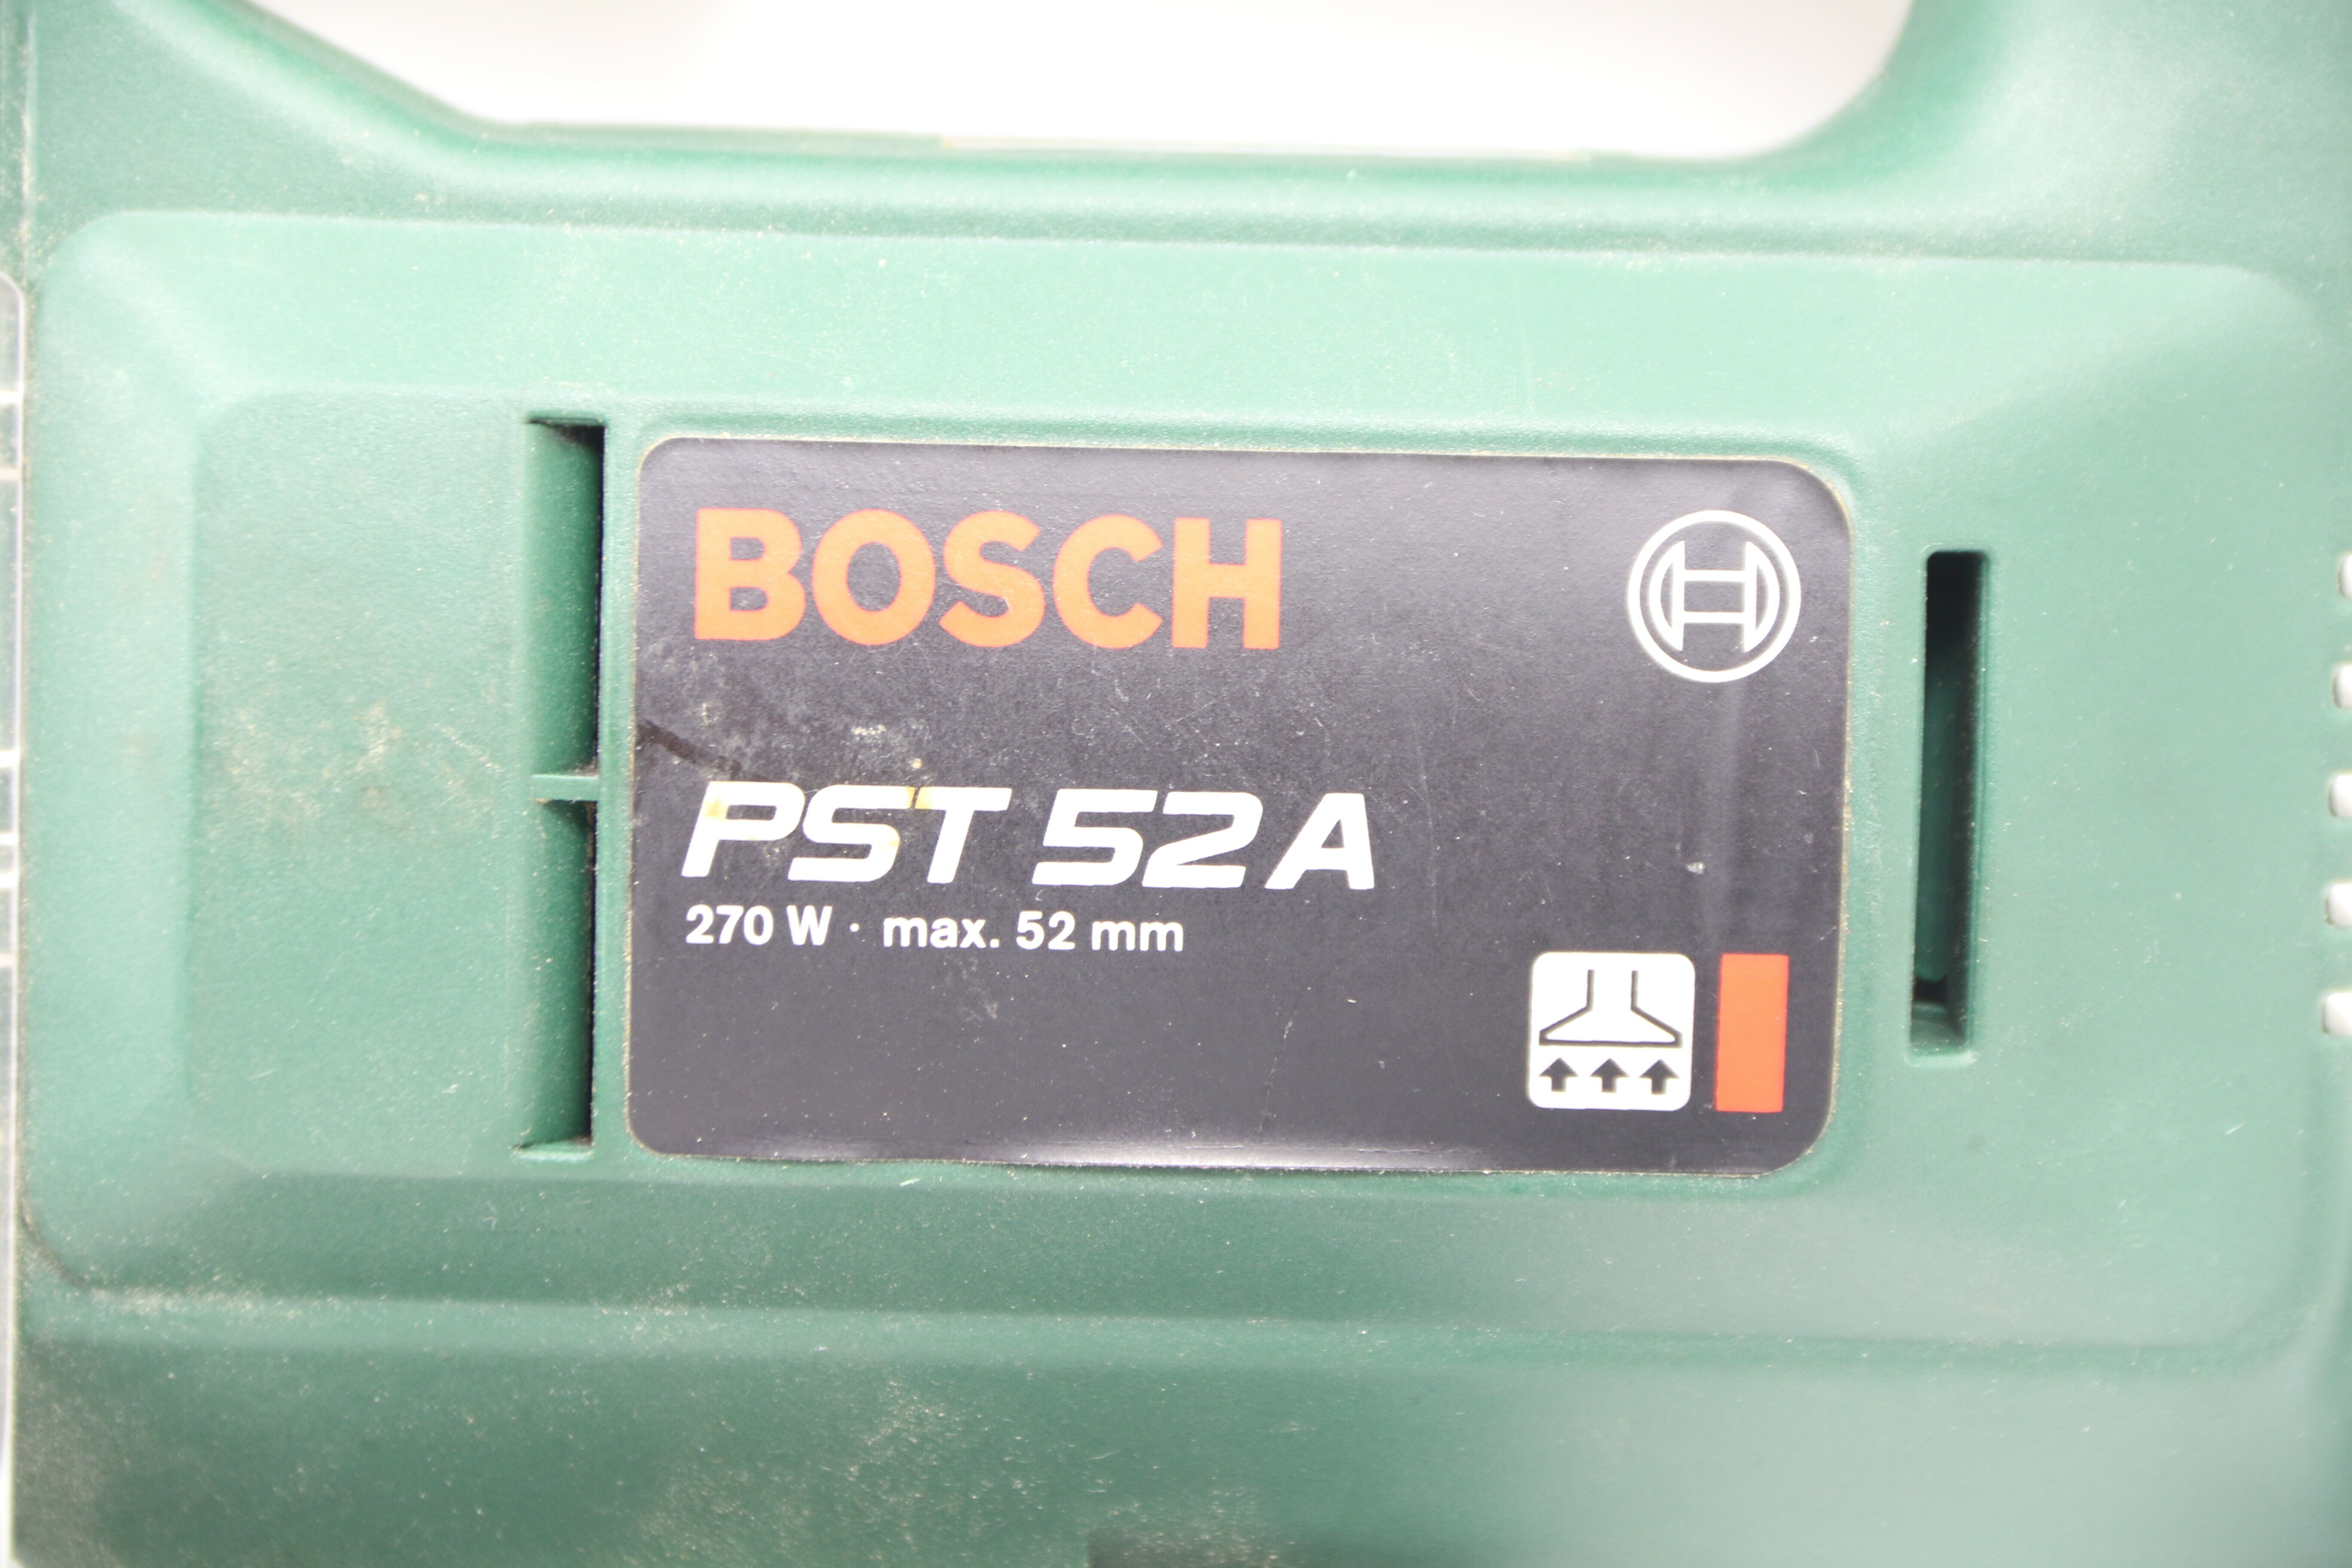 BOSCH
PST 52 A
270 W · max. 52 mm